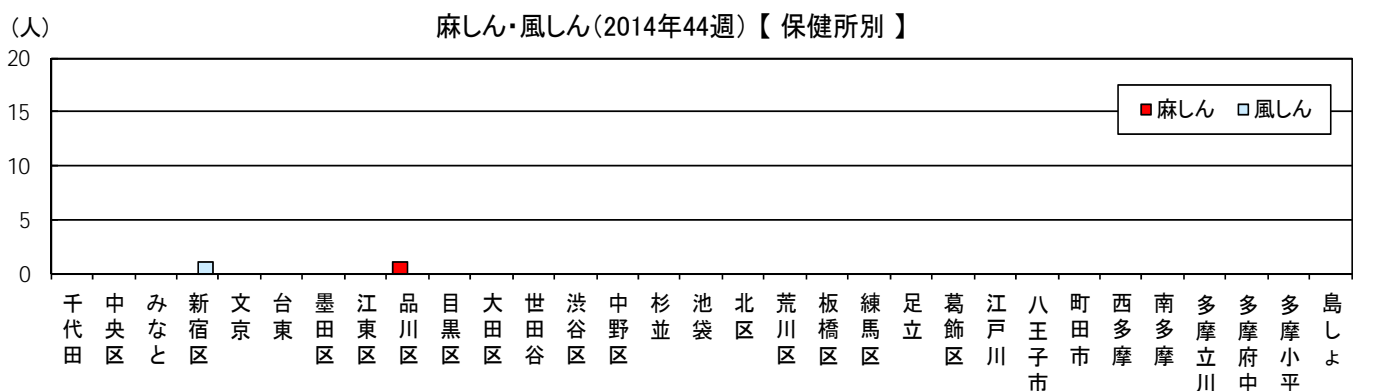 (人)
麻しん・風しん(2014年44週)【 保健所別 】
20
15
10
5
0
麻しん
風しん
千代田
中央区
みなと
新宿区
文京
台東
墨田区
江東区
品川区
目黒区
大田区
世田谷
渋谷区
中野区
杉並
池袋
北区
荒川区
板橋区
練馬区
足立
葛飾区
江戸川
八王子市
町田市
西多摩
南多摩
多摩立川
多摩府中
多摩小平
島しょ